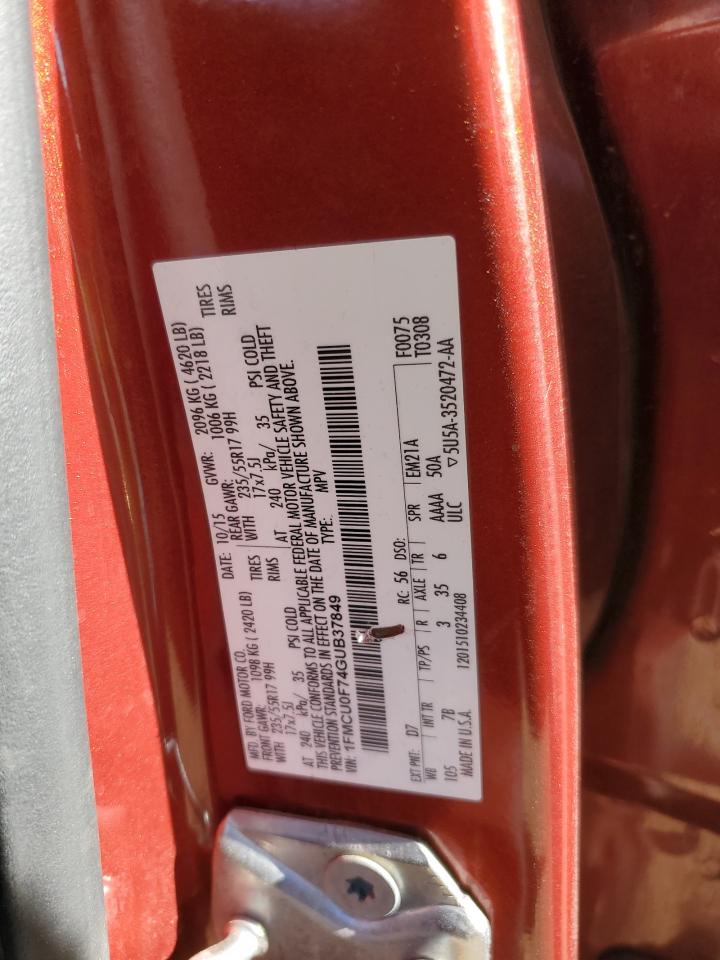 MFD. BY FORD MOTOR CO. DATE: 10/15 GVWR: 2096 KG ( 4620 LB)
FRONT GAWR: 1098 KG ( 2420 LB) REAR GAWR: 1006 KG ( 2218 LB)
WITH 235/55R17 99H TIRES WITH 235/55R17 99H TIRES
17x7.5J RIMS 17x7.5J RIMS
AT 240 kPa/ 35 PSI COLD AT 240 kPa/ 35 PSI COLD
THIS VEHICLE CONFORMS TO ALL APPLICABLE FEDERAL MOTOR VEHICLE SAFETY AND THEFT
PREVENTION STANDARDS IN EFFECT ON THE DATE OF MANUFACTURE SHOWN ABOVE.
VIN: 1FMCU0F74GUB37849 TYPE: MPV
F0075
T0308
EXT PNT: D7 RC: 56 DSO:
WB INT TR TP/PS R AXLE TR SPR EM21A
105 7B 3 35 6 AAAA 50A
MADE IN U.S.A. 1201510234408 ULC ▽5U5A-3520472-AA